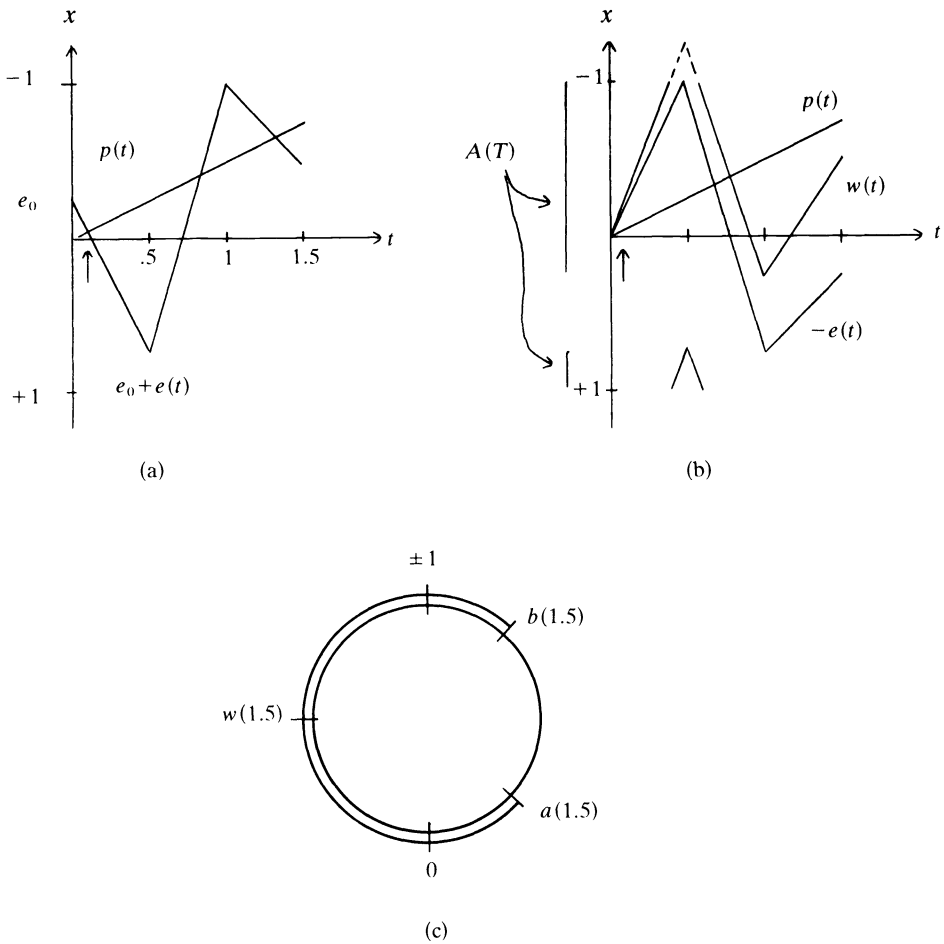 x
−1
p(t)
e₀
t
.5 1 1.5
e₀+e(t)
+1
(a)
x
−1
p(t)
A(T)
w(t)
t
−e(t)
+1
(b)
± 1
b(1.5)
w(1.5)
a(1.5)
0
(c)